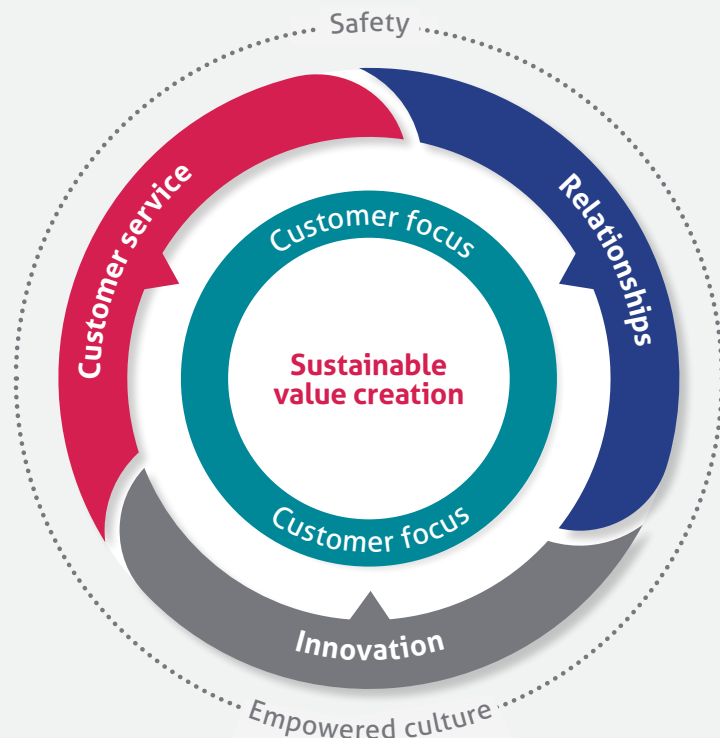 Safety
Customer service
Relationships
Customer focus
Sustainable
value creation
Customer focus
Innovation
Empowered culture